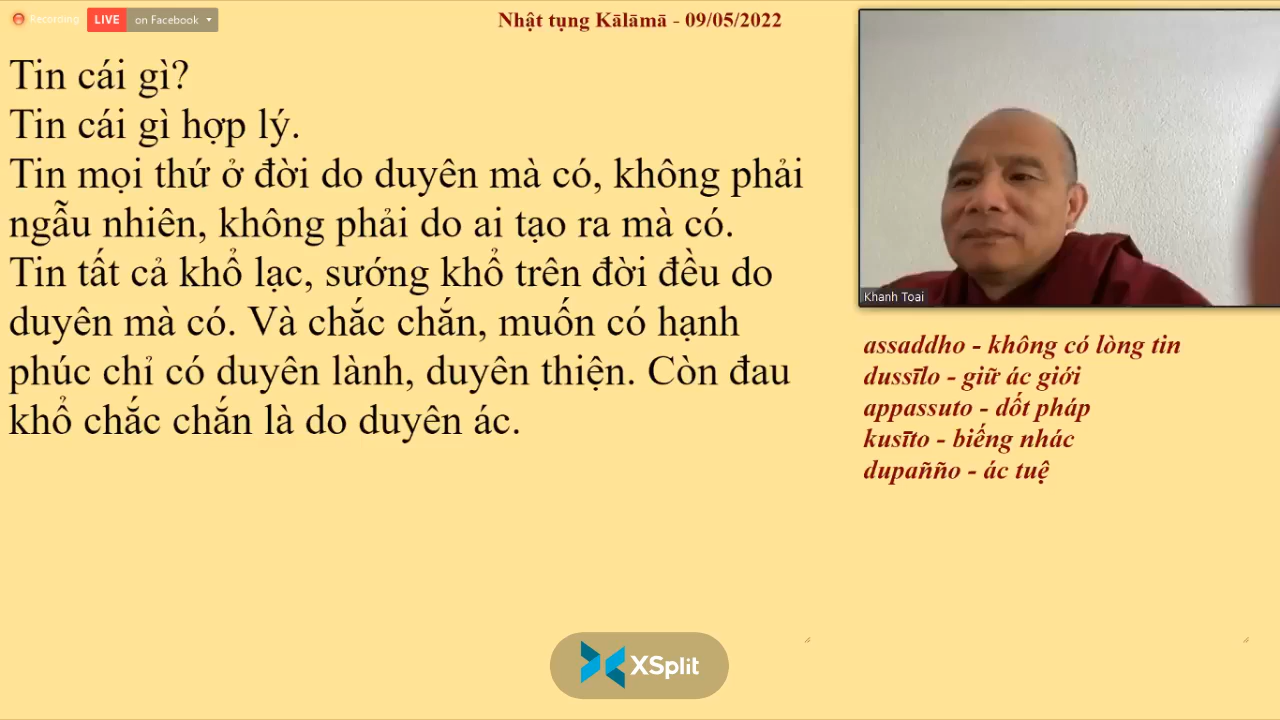 Recording
LIVE on Facebook
Nhật tụng Kālāmā - 09/05/2022
Tin cái gì?
Tin cái gì hợp lý.
Tin mọi thứ ở đời do duyên mà có, không phải
ngẫu nhiên, không phải do ai tạo ra mà có.
Tin tất cả khổ lạc, sướng khổ trên đời đều do
duyên mà có. Và chắc chắn, muốn có hạnh
phúc chỉ có duyên lành, duyên thiện. Còn đau
khổ chắc chắn là do duyên ác.
Khanh Toai
assaddho - không có lòng tin
dussīlo - giữ ác giới
appassuto - dốt pháp
kusīto - biếng nhác
dupañño - ác tuệ
XSplit